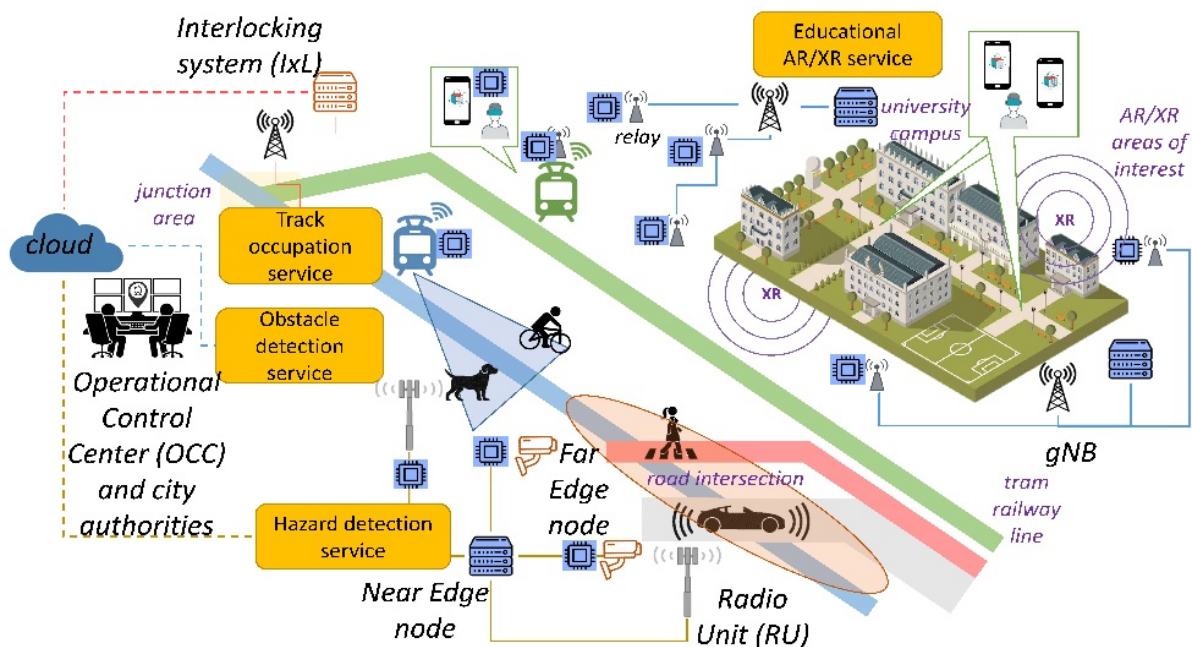 Interlocking
system (IxL)
Educational
AR/XR service
relay
university
campus
AR/XR
areas of
interest
junction
area
Track
occupation
service
cloud
XR
XR
Obstacle
detection
service
Operational
Control
Center (OCC)
and city
authorities
Far
Edge
node
road intersection
gNB
tram
railway
line
Hazard detection
service
Near Edge
node
Radio
Unit (RU)